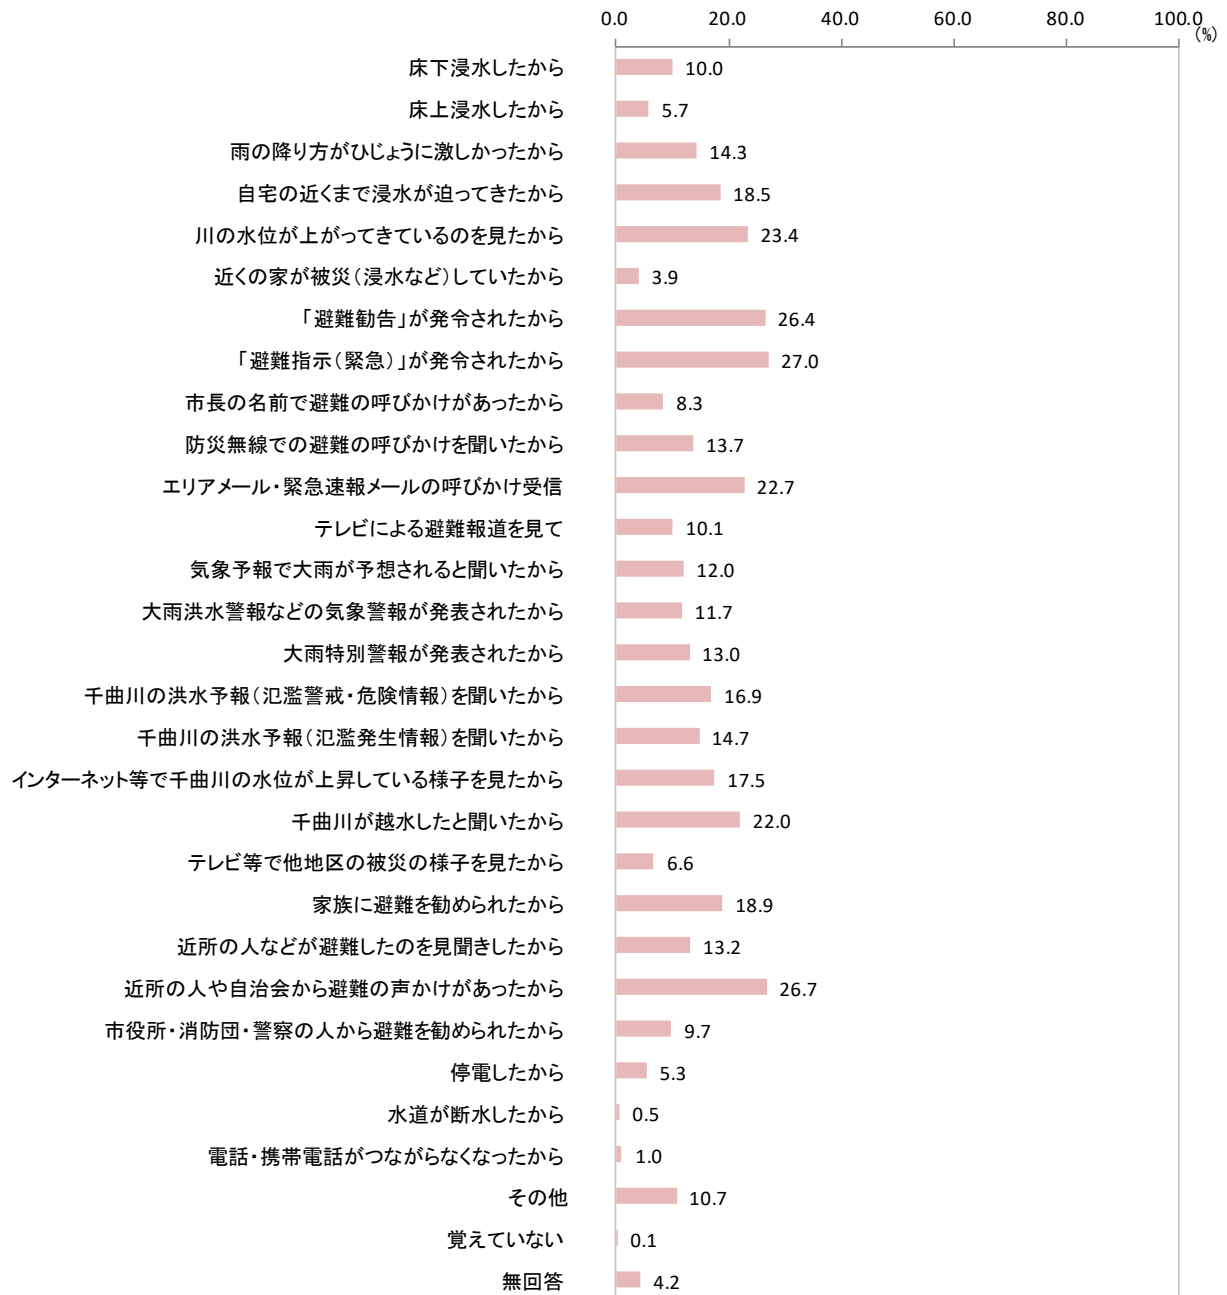 0.0 20.0 40.0 60.0 80.0 100.0
(%)
床下浸水したから 10.0
床上浸水したから 5.7
雨の降り方がひじょうに激しかったから 14.3
自宅の近くまで浸水が迫ってきたから 18.5
川の水位が上がってきているのを見たから 23.4
近くの家が被災(浸水など)していたから 3.9
「避難勧告」が発令されたから 26.4
「避難指示(緊急)」が発令されたから 27.0
市長の名前で避難の呼びかけがあったから 8.3
防災無線での避難の呼びかけを聞いたから 13.7
エリアメール・緊急速報メールの呼びかけ受信 22.7
テレビによる避難報道を見て 10.1
気象予報で大雨が予想されると聞いたから 12.0
大雨洪水警報などの気象警報が発表されたから 11.7
大雨特別警報が発表されたから 13.0
千曲川の洪水予報(氾濫警戒・危険情報)を聞いたから 16.9
千曲川の洪水予報(氾濫発生情報)を聞いたから 14.7
インターネット等で千曲川の水位が上昇している様子を見たから 17.5
千曲川が越水したと聞いたから 22.0
テレビ等で他地区の被災の様子を見たから 6.6
家族に避難を勧められたから 18.9
近所の人などが避難したのを見聞きしたから 13.2
近所の人や自治会から避難の声かけがあったから 26.7
市役所・消防団・警察の人から避難を勧められたから 9.7
停電したから 5.3
水道が断水したから 0.5
電話・携帯電話がつながらなくなったから 1.0
その他 10.7
覚えていない 0.1
無回答 4.2